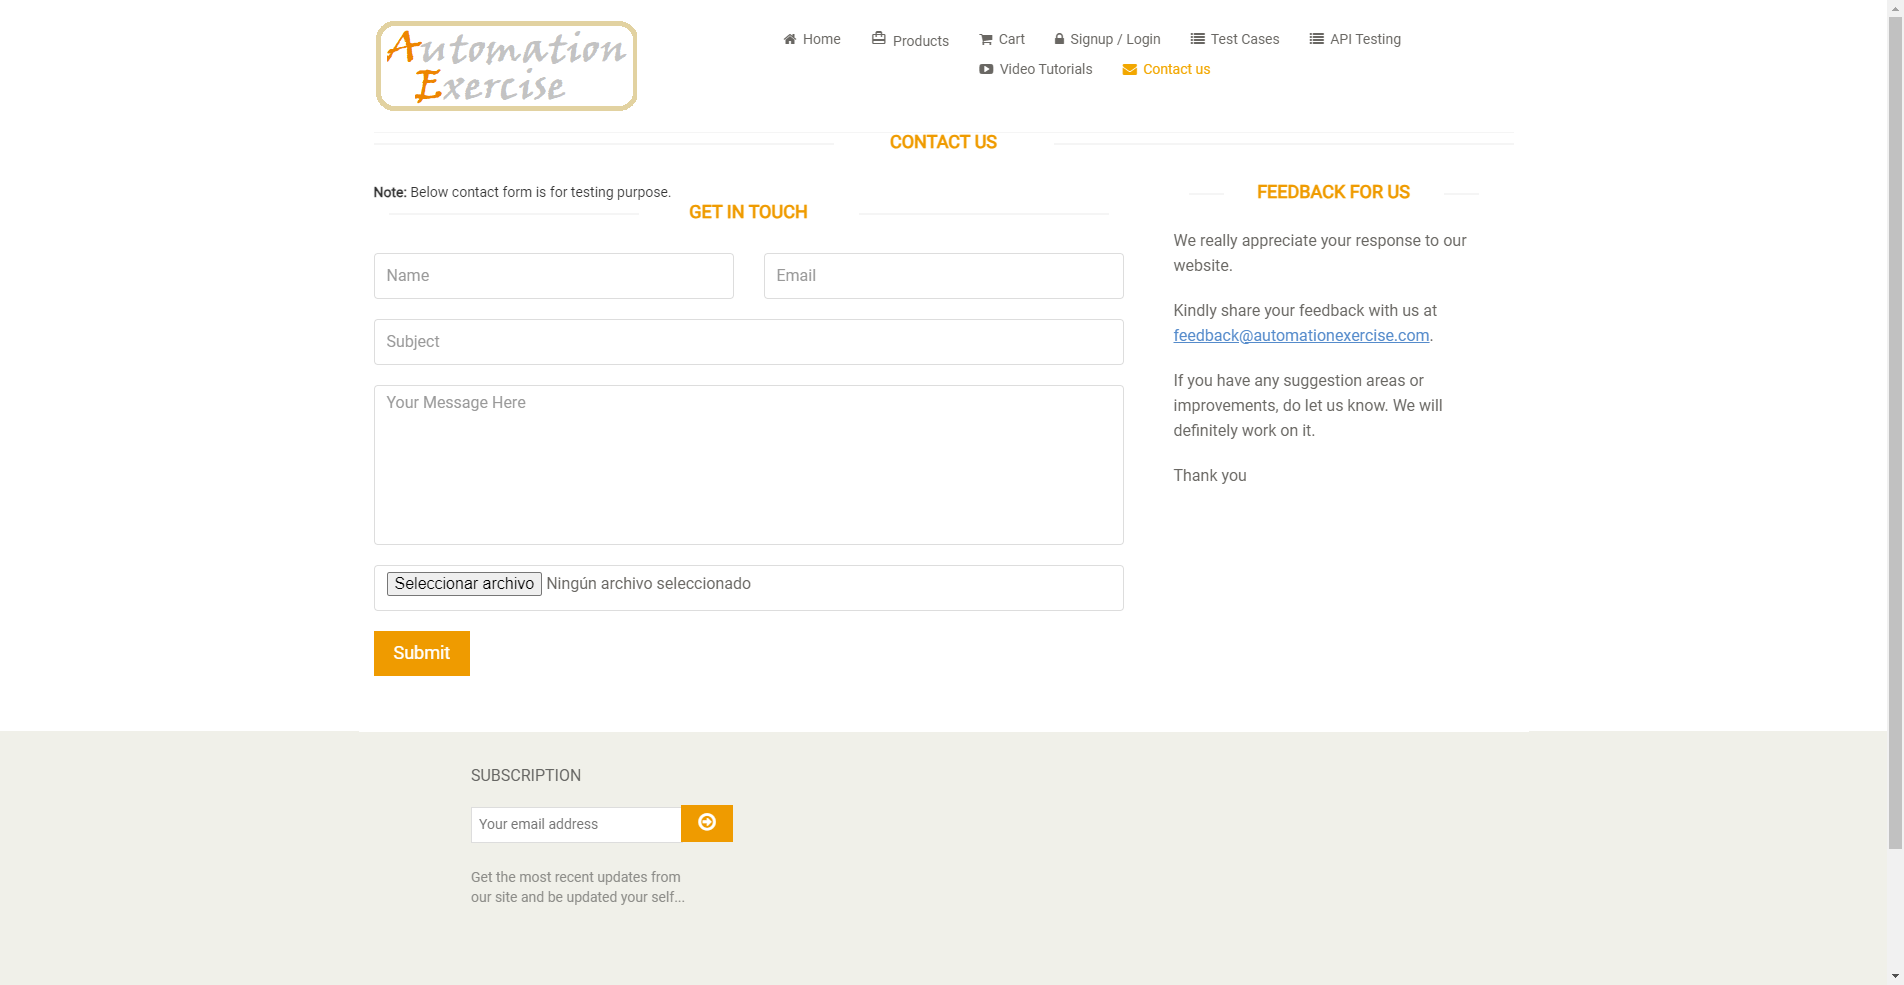 Automation
Exercise
Home
Products
Cart
Signup / Login
Test Cases
API Testing
Video Tutorials
Contact us
CONTACT US
Note: Below contact form is for testing purpose.
GET IN TOUCH
Name
Email
Subject
Your Message Here
Seleccionar archivo Ningún archivo seleccionado
Submit
FEEDBACK FOR US
We really appreciate your response to our
website.
Kindly share your feedback with us at
feedback@automationexercise.com.
If you have any suggestion areas or
improvements, do let us know. We will
definitely work on it.
Thank you
SUBSCRIPTION
Your email address
Get the most recent updates from
our site and be updated your self...